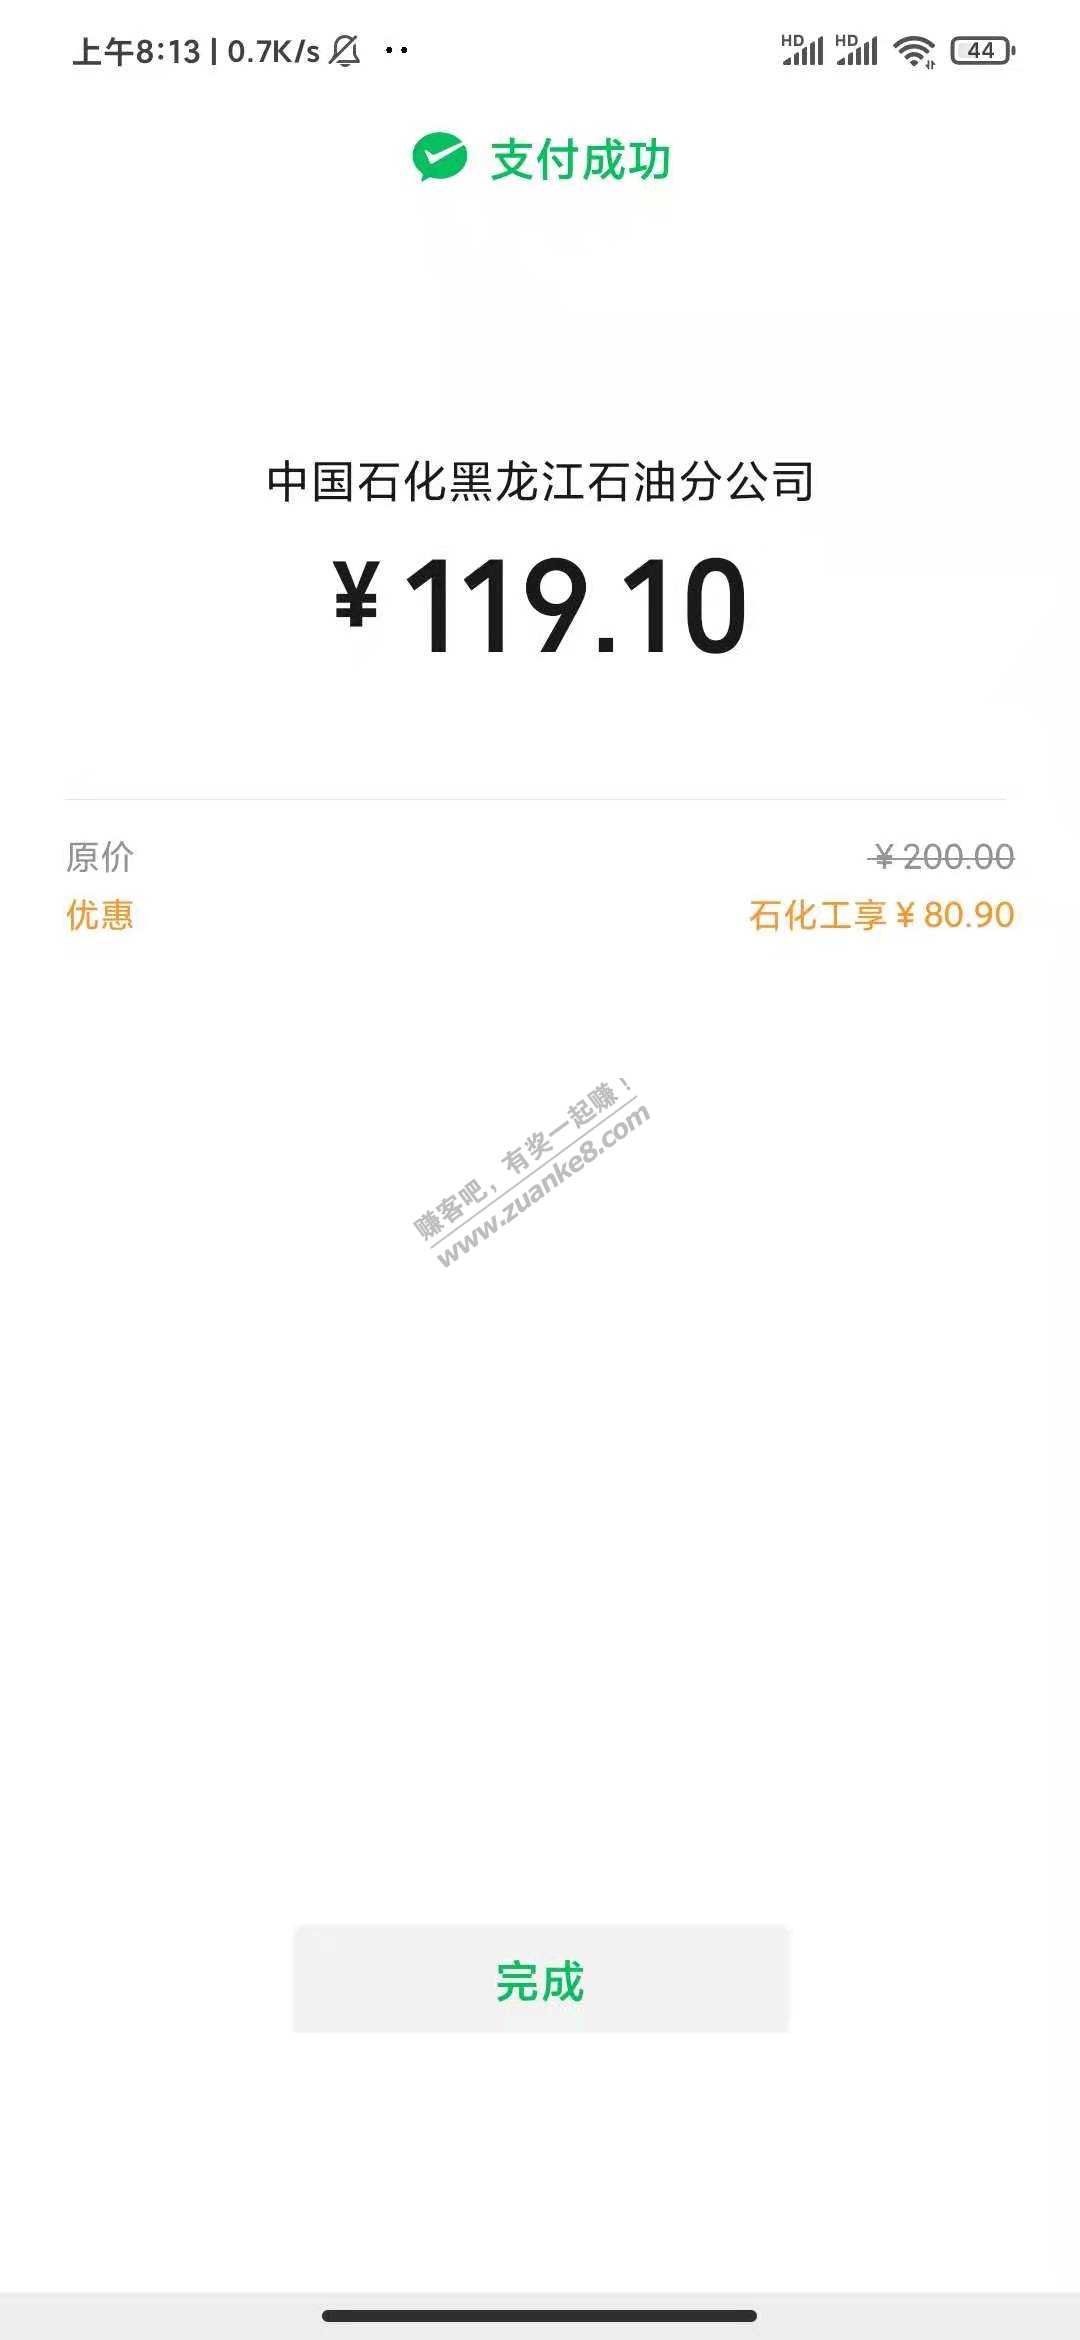 上午8:13 | 0.7K/s
HD HD 44
支付成功
中国石化黑龙江石油分公司
¥119.10
原价 ¥200.00
优惠 石化工享¥80.90
赚客吧，有奖一起赚！
www.zuanke8.com
完成